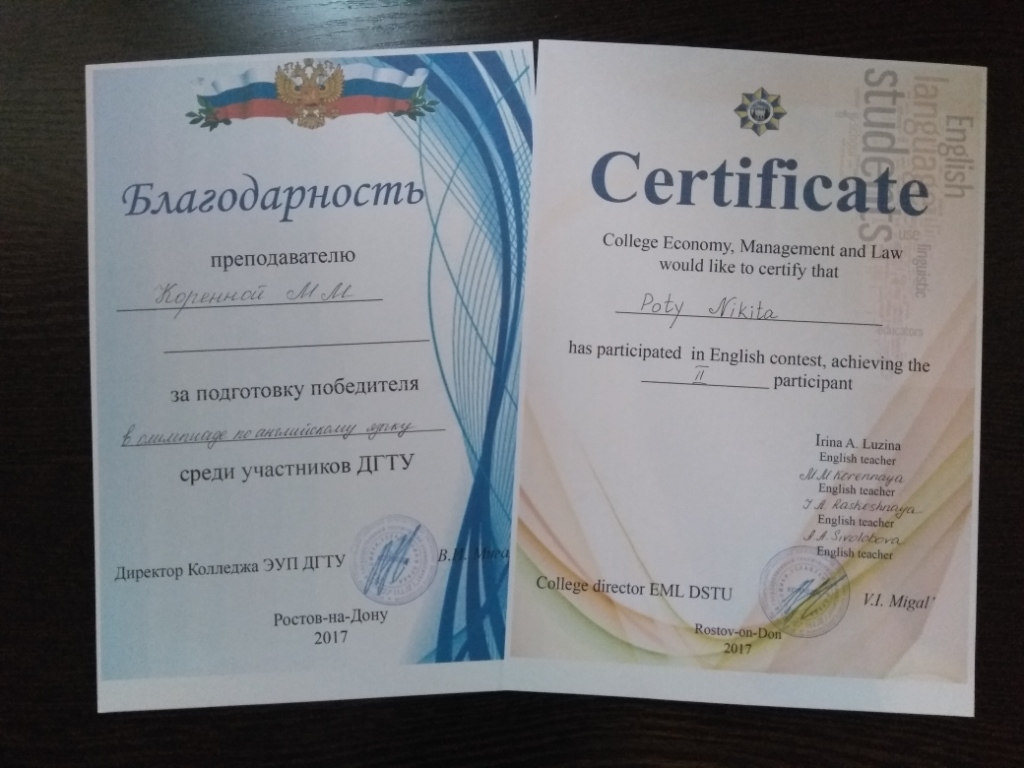 Благодарность
преподавателю
Коренной М М
за подготовку победителя
в олимпиаде по английскому языку
среди участников ДГТУ
Директор Колледжа ЭУП ДГТУ
В.И.
Ростов-на-Дону
2017
English
language
students
use
linguistic
educators
Certificate
College Economy, Management and Law
would like to certify that
Poty Nikita
has participated in English contest, achieving the
II participant
Irina A. Luzina
English teacher
M.M Korennaya
English teacher
English teacher
English teacher
College director EML DSTU
V.I. Migal'
Rostov-on-Don
2017